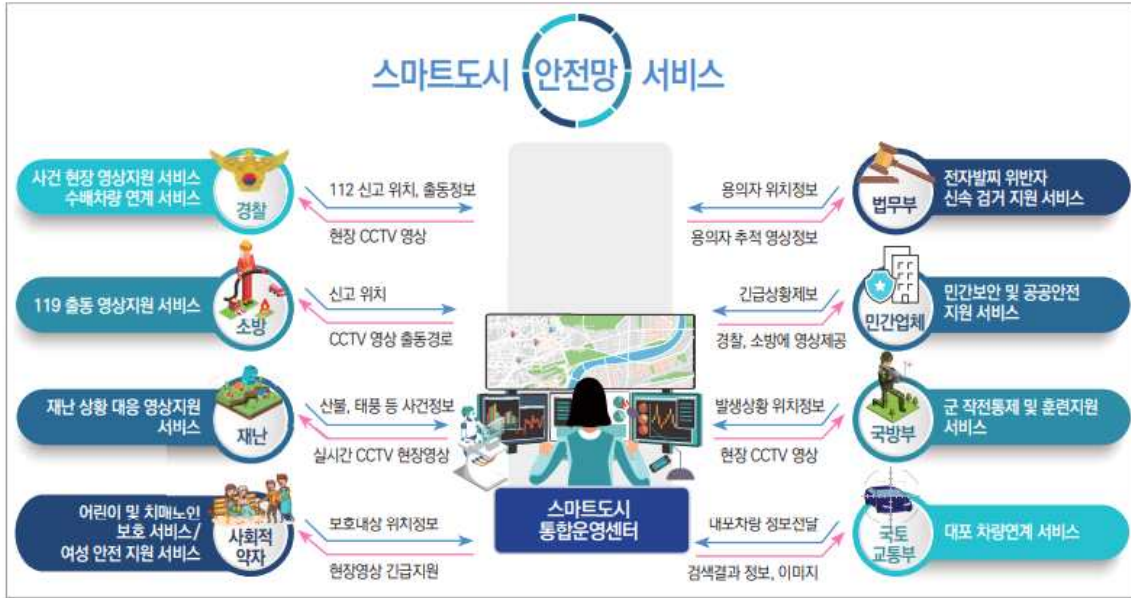 스마트도시 안전망 서비스
사건 현장 영상지원 서비스
수배차량 연계 서비스
경찰
112 신고 위치, 출동정보
현장 CCTV 영상
119 출동 영상지원 서비스
소방
신고 위치
CCTV 영상 출동경로
재난 상황 대응 영상지원
서비스
재난
산불, 태풍 등 사건정보
실시간 CCTV 현장영상
어린이 및 치매노인
보호 서비스/
여성 안전 지원 서비스
사회적
약자
보호대상 위치정보
현장영상 긴급지원
스마트도시
통합운영센터
용의자 위치정보
용의자 추적 영상정보
법무부
전자발찌 위반자
신속 검거 지원 서비스
긴급상황제보
경찰, 소방에 영상제공
민간업체
민간보안 및 공공안전
지원 서비스
발생상황 위치정보
현장 CCTV 영상
국방부
군 작전통제 및 훈련지원
서비스
대포차량 정보전달
검색결과 정보, 이미지
국토
교통부
대포 차량연계 서비스